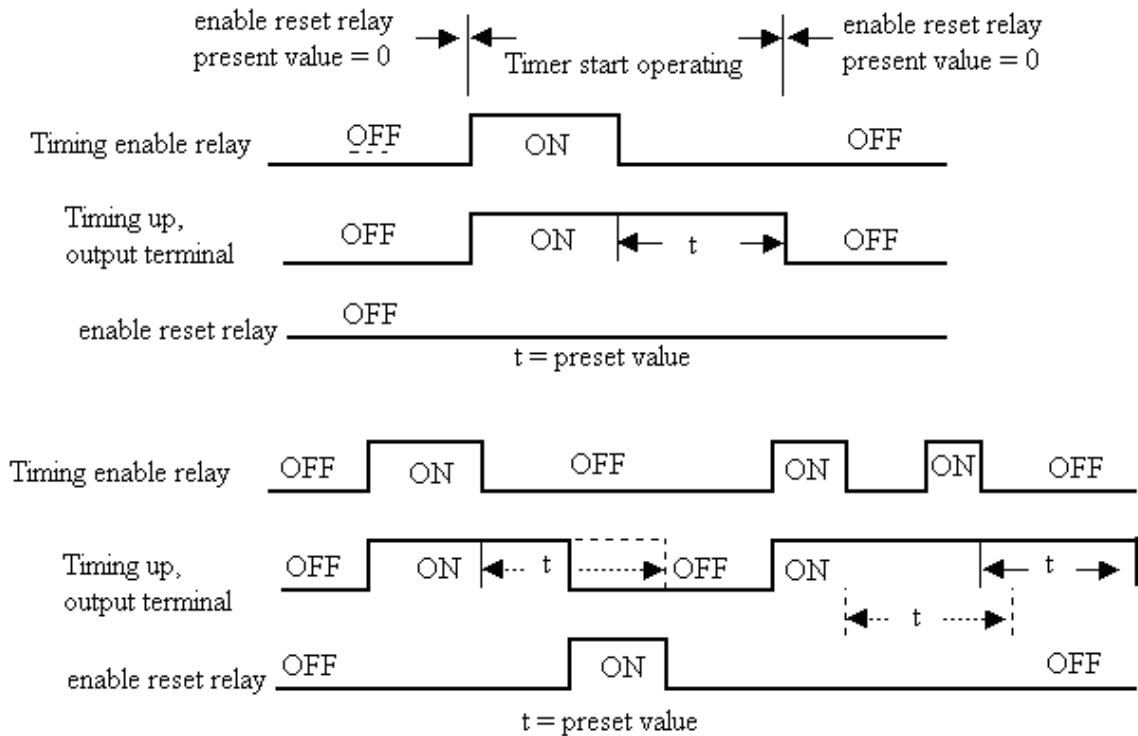 enable reset relay
present value = 0
Timer start operating
enable reset relay
present value = 0
Timing enable relay
OFF
ON
OFF
Timing up,
output terminal
OFF
ON
t
OFF
enable reset relay
OFF
t = preset value
Timing enable relay
OFF
ON
OFF
ON
ON
OFF
Timing up,
output terminal
OFF
ON
t
OFF
ON
t
t
enable reset relay
OFF
ON
OFF
t = preset value